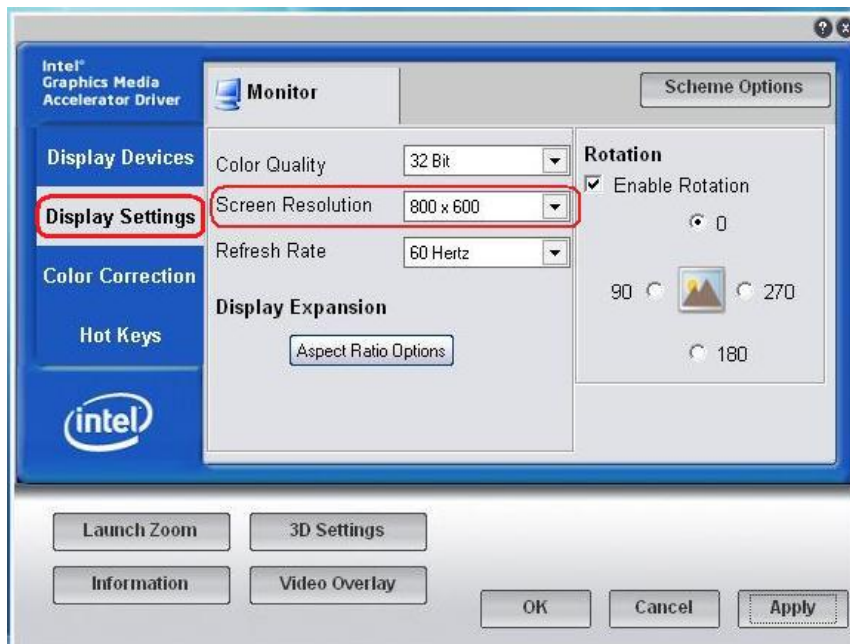 Intel®
Graphics Media
Accelerator Driver
Monitor
Scheme Options
Display Devices
Display Settings
Color Correction
Hot Keys
intel
Color Quality
32 Bit
Screen Resolution
800 x 600
Refresh Rate
60 Hertz
Display Expansion
Aspect Ratio Options
Rotation
Enable Rotation
0
90
270
180
Launch Zoom
3D Settings
Information
Video Overlay
OK
Cancel
Apply